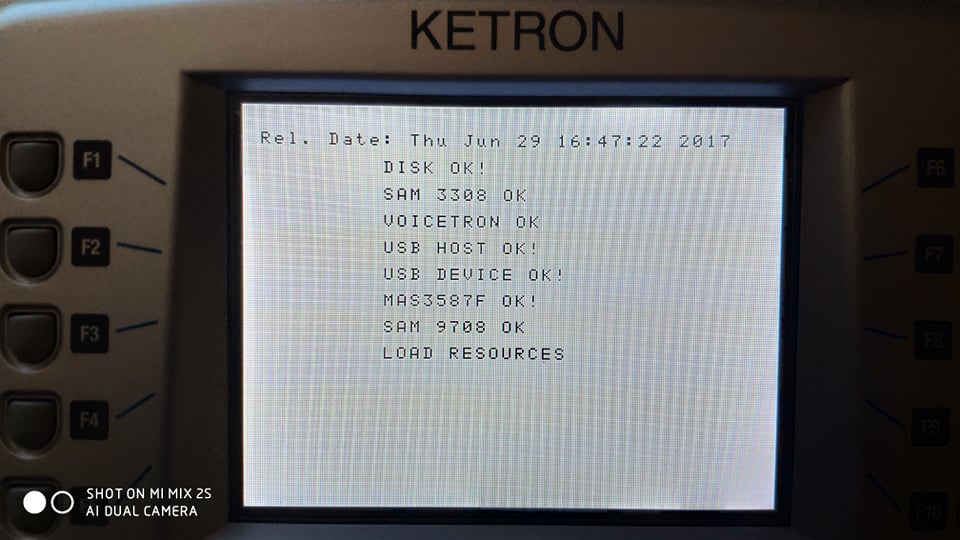 KETRON
Rel. Date: Thu Jun 29 16:47:22 2017
DISK OK!
SAM 3308 OK
VOICETRON OK
USB HOST OK!
USB DEVICE OK!
MAS3587F OK!
SAM 9708 OK
LOAD RESOURCES
F1
F2
F3
F4
F6
F7
F8
F9
F10
SHOT ON MI MIX 2S
AI DUAL CAMERA